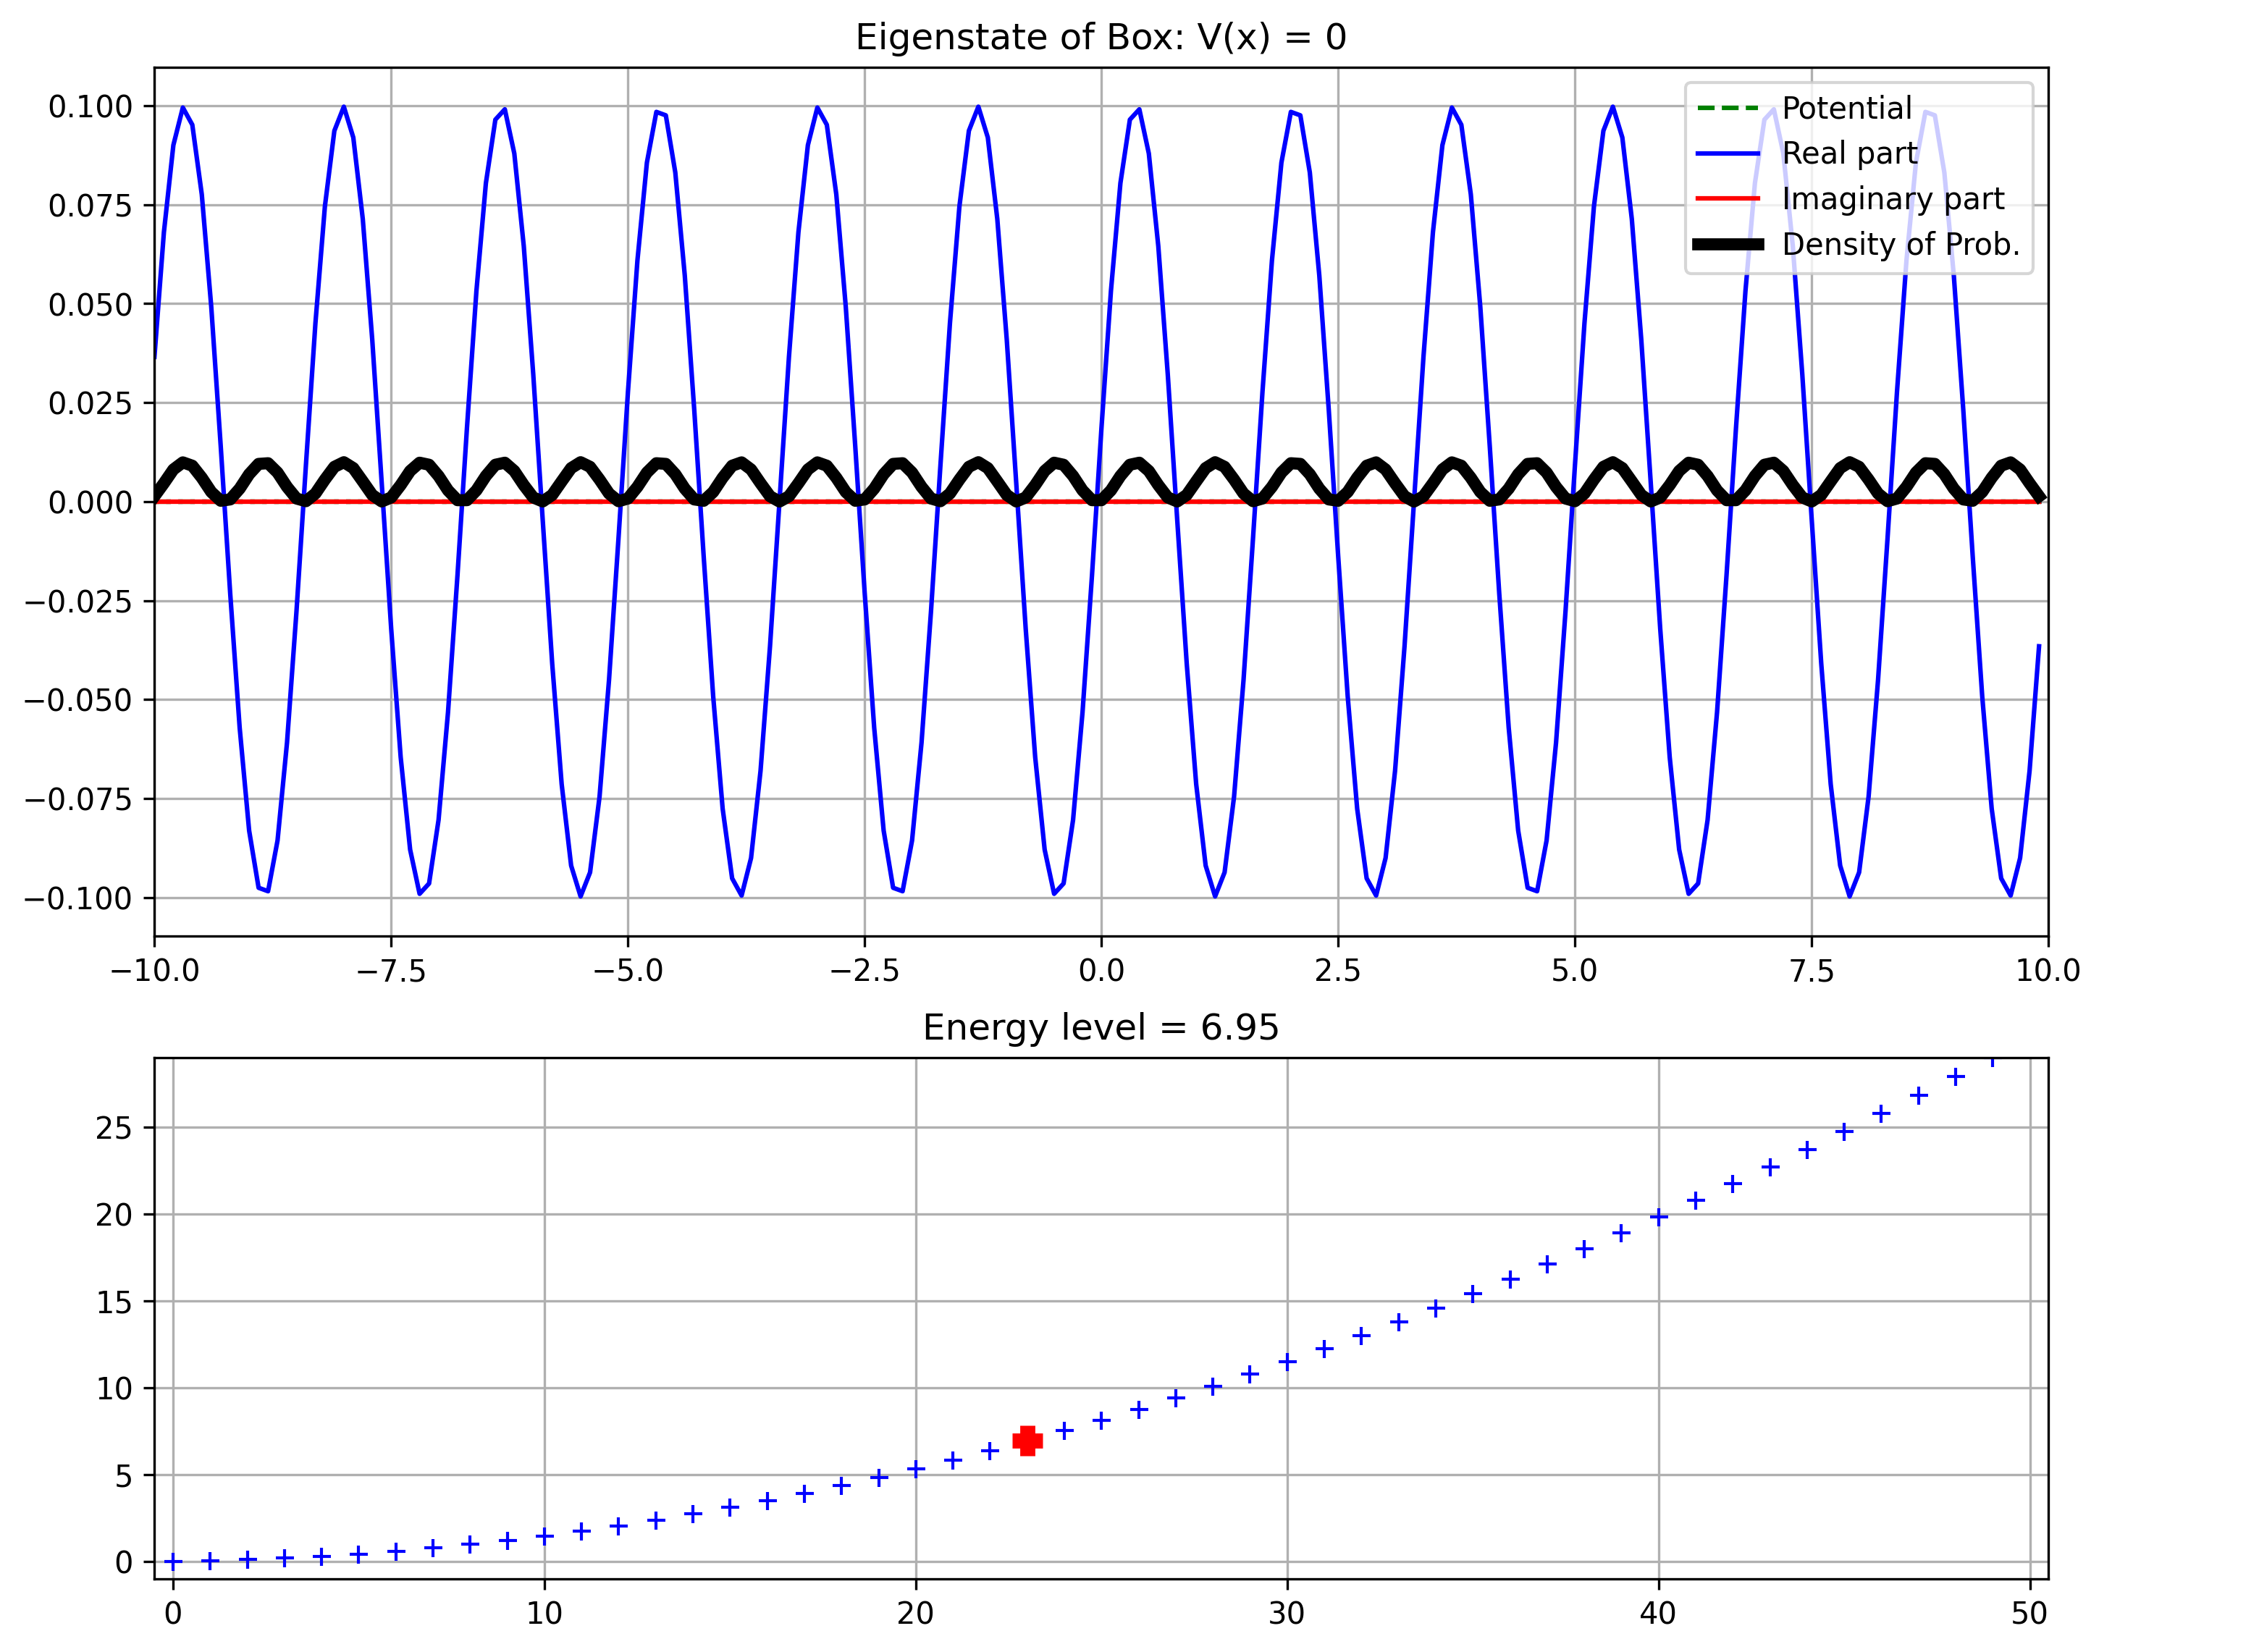 Eigenstate of Box: V(x) = 0
0.100
0.075
0.050
0.025
0.000
−0.025
−0.050
−0.075
−0.100
Potential
Real part
Imaginary part
Density of Prob.
−10.0 −7.5 −5.0 −2.5 0.0 2.5 5.0 7.5 10.0
Energy level = 6.95
25
20
15
10
5
0
0 10 20 30 40 50